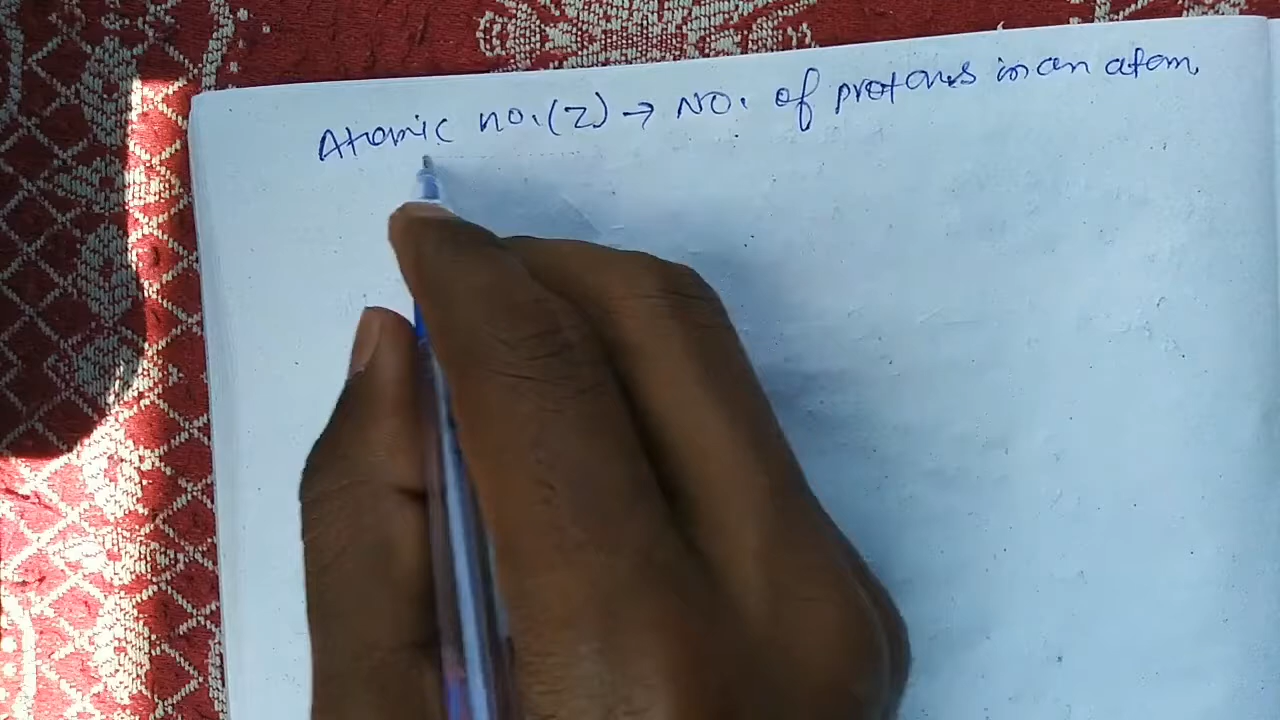 Atomic no.(Z) → NO. of protons in an atom.